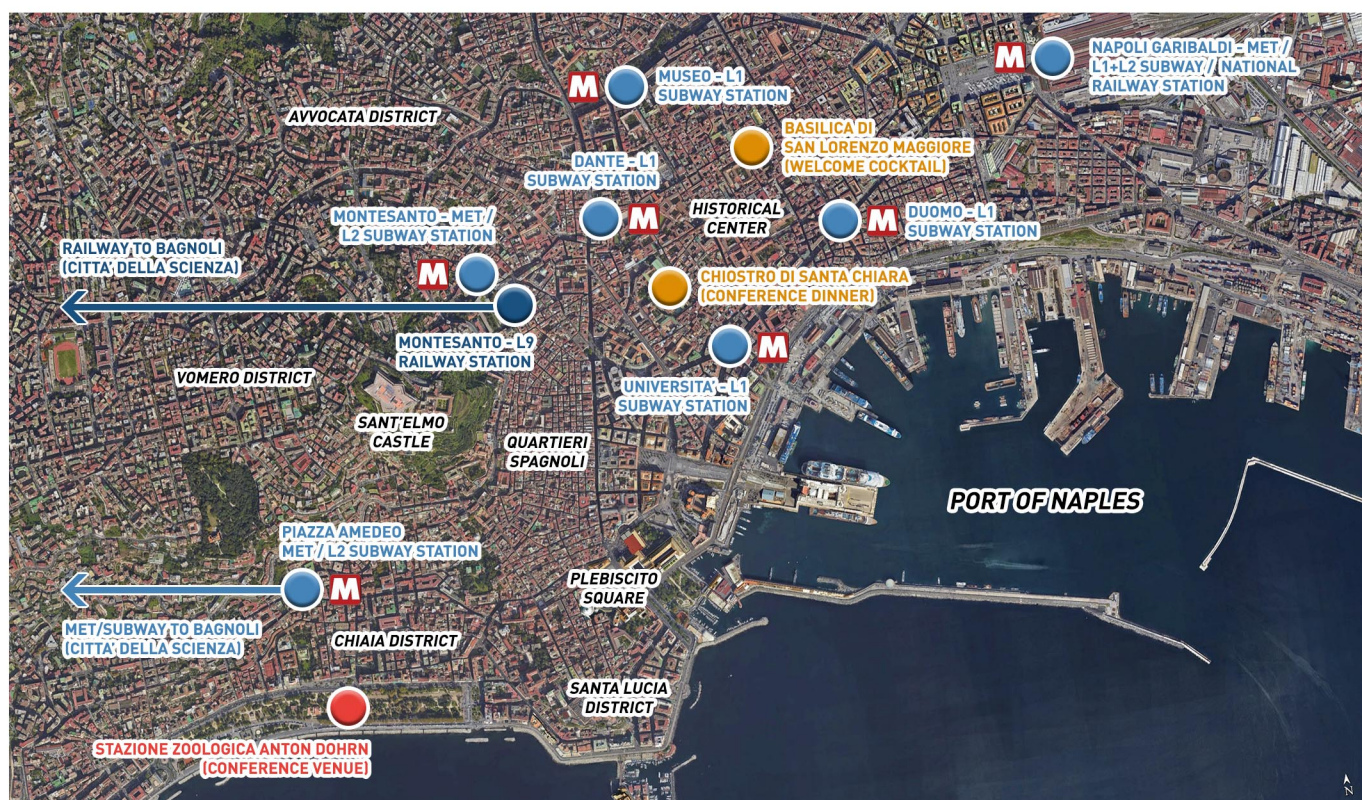 NAPOLI GARIBALDI - MET /
L1+L2 SUBWAY / NATIONAL
RAILWAY STATION
M
M
MUSEO - L1
SUBWAY STATION
AVVOCATA DISTRICT
BASILICA DI
SAN LORENZO MAGGIORE
(WELCOME COCKTAIL)
DANTE - L1
SUBWAY STATION
M
HISTORICAL
CENTER
M
DUOMO - L1
SUBWAY STATION
MONTESANTO - MET /
L2 SUBWAY STATION
M
RAILWAY TO BAGNOLI
(CITTA' DELLA SCIENZA)
CHIOSTRO DI SANTA CHIARA
(CONFERENCE DINNER)
MONTESANTO - L9
RAILWAY STATION
M
UNIVERSITA' - L1
SUBWAY STATION
VOMERO DISTRICT
SANT'ELMO
CASTLE
QUARTIERI
SPAGNOLI
PORT OF NAPLES
PIAZZA AMEDEO
MET / L2 SUBWAY STATION
M
PLEBISCITO
SQUARE
MET/SUBWAY TO BAGNOLI
(CITTA' DELLA SCIENZA)
CHIAIA DISTRICT
SANTA LUCIA
DISTRICT
STAZIONE ZOOLOGICA ANTON DOHRN
(CONFERENCE VENUE)
N